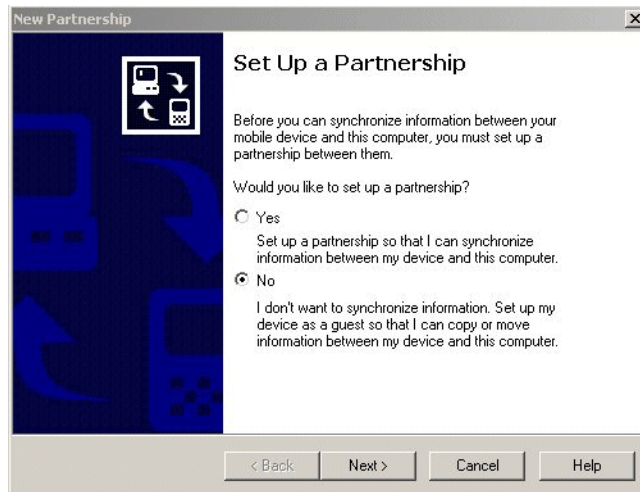 New Partnership
Set Up a Partnership
Before you can synchronize information between your
mobile device and this computer, you must set up a
partnership between them.
Would you like to set up a partnership?
Yes
Set up a partnership so that I can synchronize
information between my device and this computer.
No
I don't want to synchronize information. Set up my
device as a guest so that I can copy or move
information between my device and this computer.
< Back Next > Cancel Help